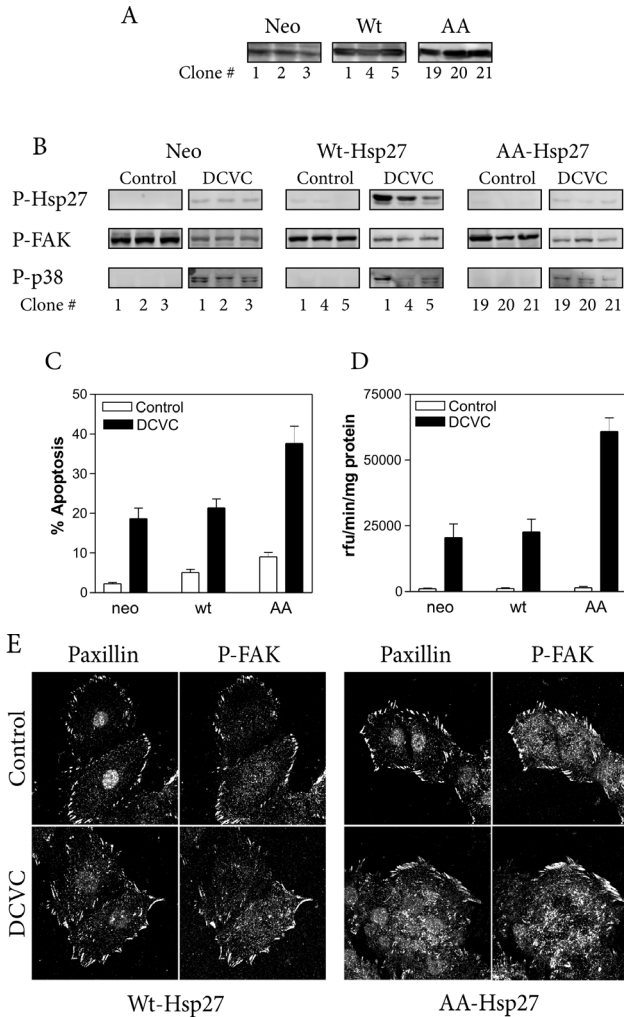 A
Neo Wt AA
Clone # 1 2 3 1 4 5 19 20 21
B
Neo Wt-Hsp27 AA-Hsp27
Control DCVC Control DCVC Control DCVC
P-Hsp27
P-FAK
P-p38
Clone # 1 2 3 1 2 3 1 4 5 1 4 5 19 20 21 19 20 21
C
50
40
30
20
10
0
% Apoptosis
Control
DCVC
neo wt AA
D
75000
50000
25000
0
rfu/min/mg protein
Control
DCVC
neo wt AA
E
Paxillin P-FAK Paxillin P-FAK
Control
DCVC
Wt-Hsp27 AA-Hsp27